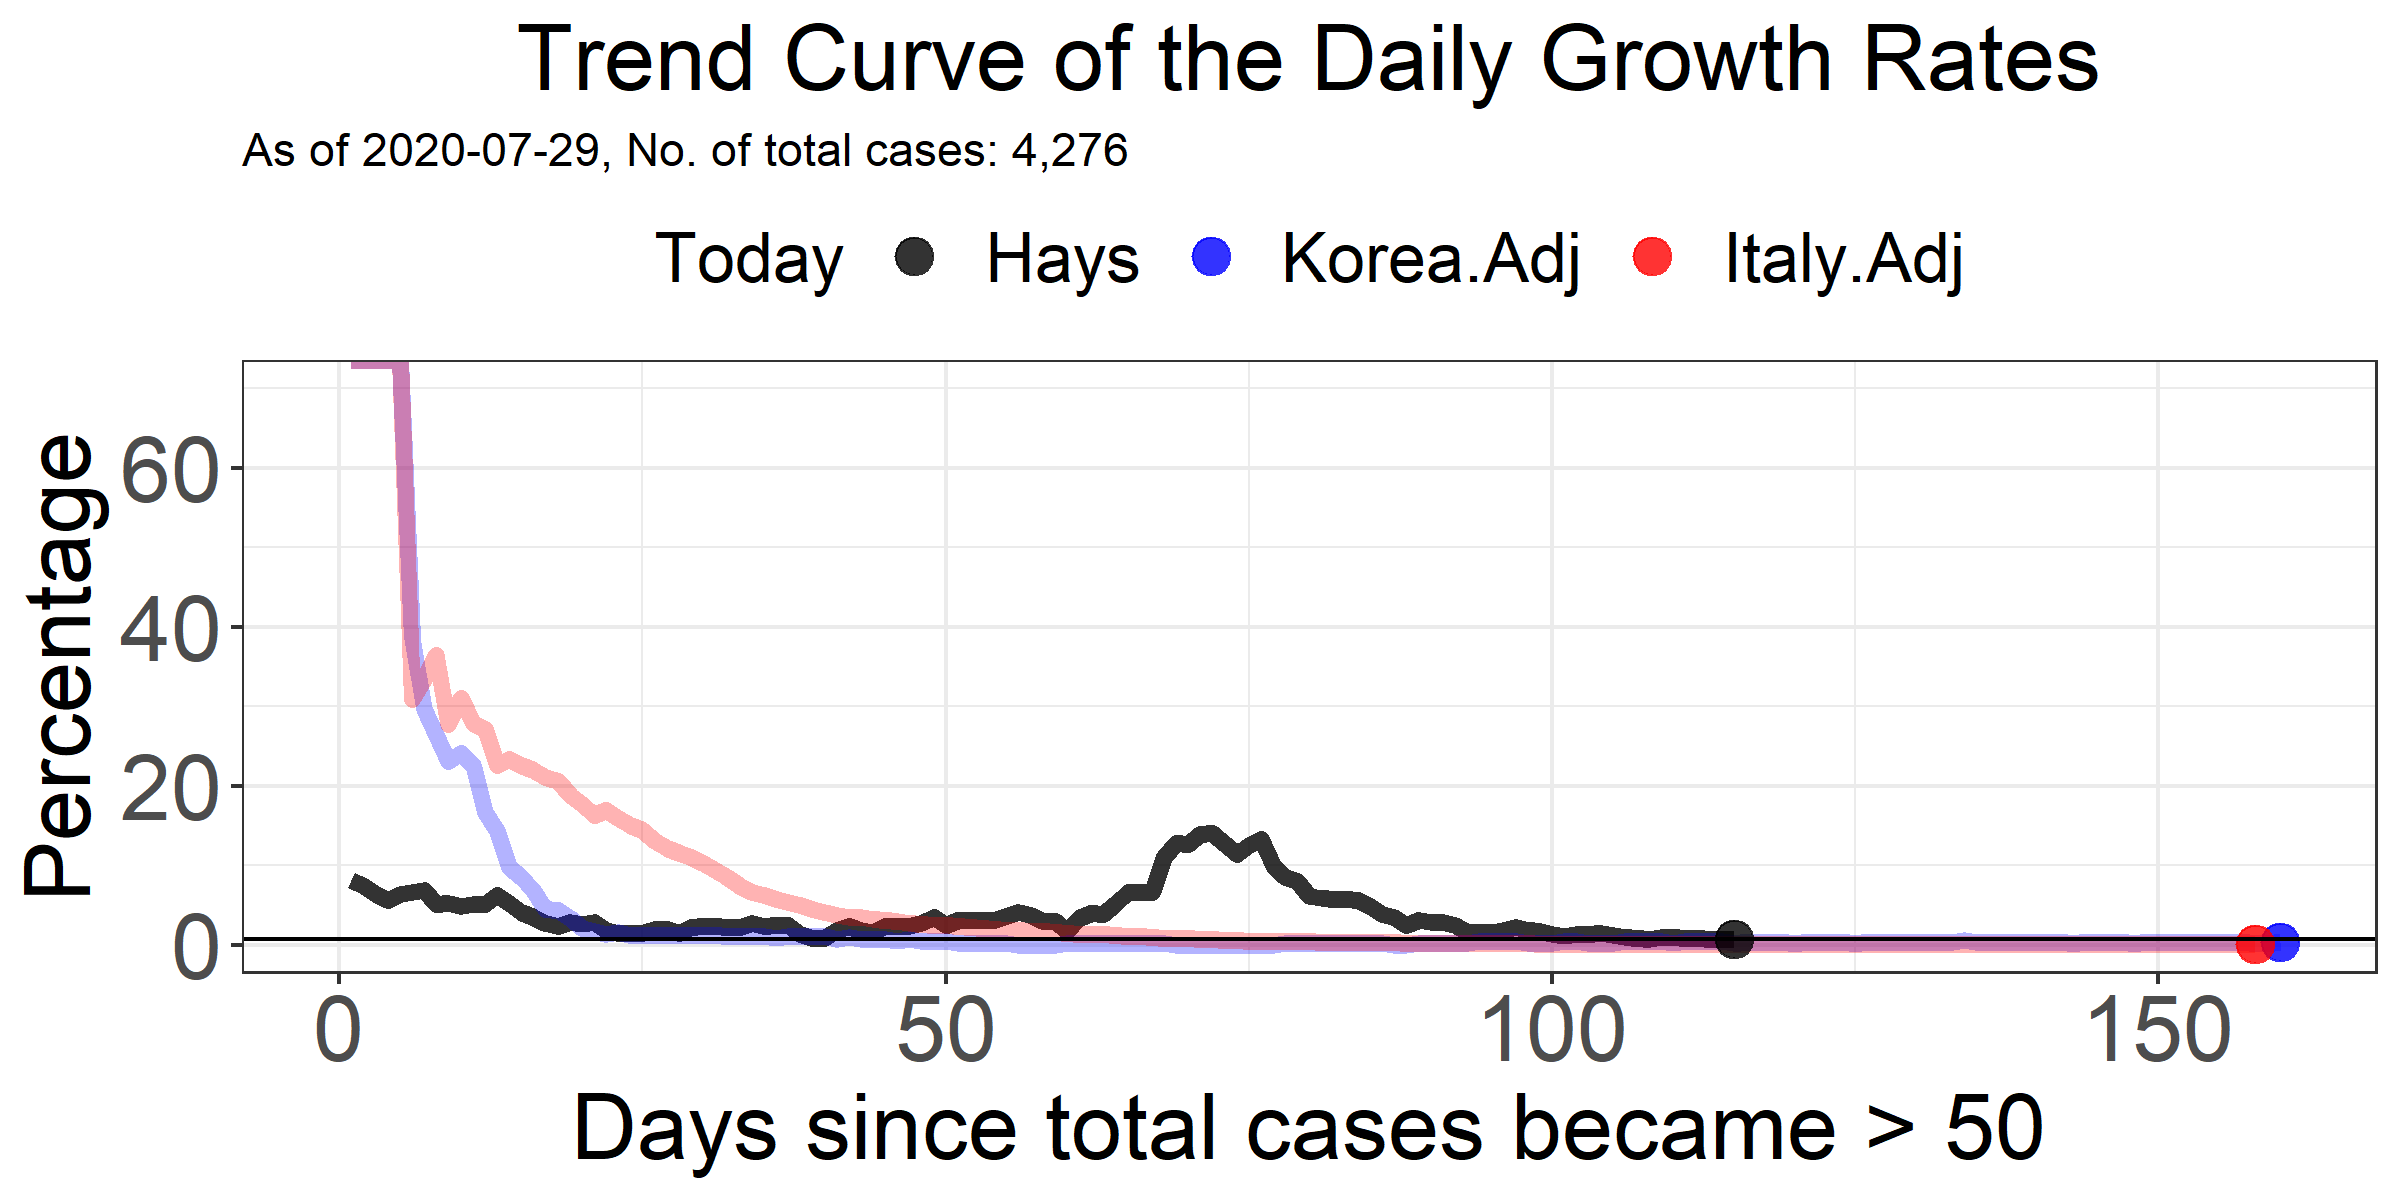 Trend Curve of the Daily Growth Rates
As of 2020-07-29, No. of total cases: 4,276
Today Hays Korea.Adj Italy.Adj
Percentage
60
40
20
0
0 50 100 150
Days since total cases became > 50